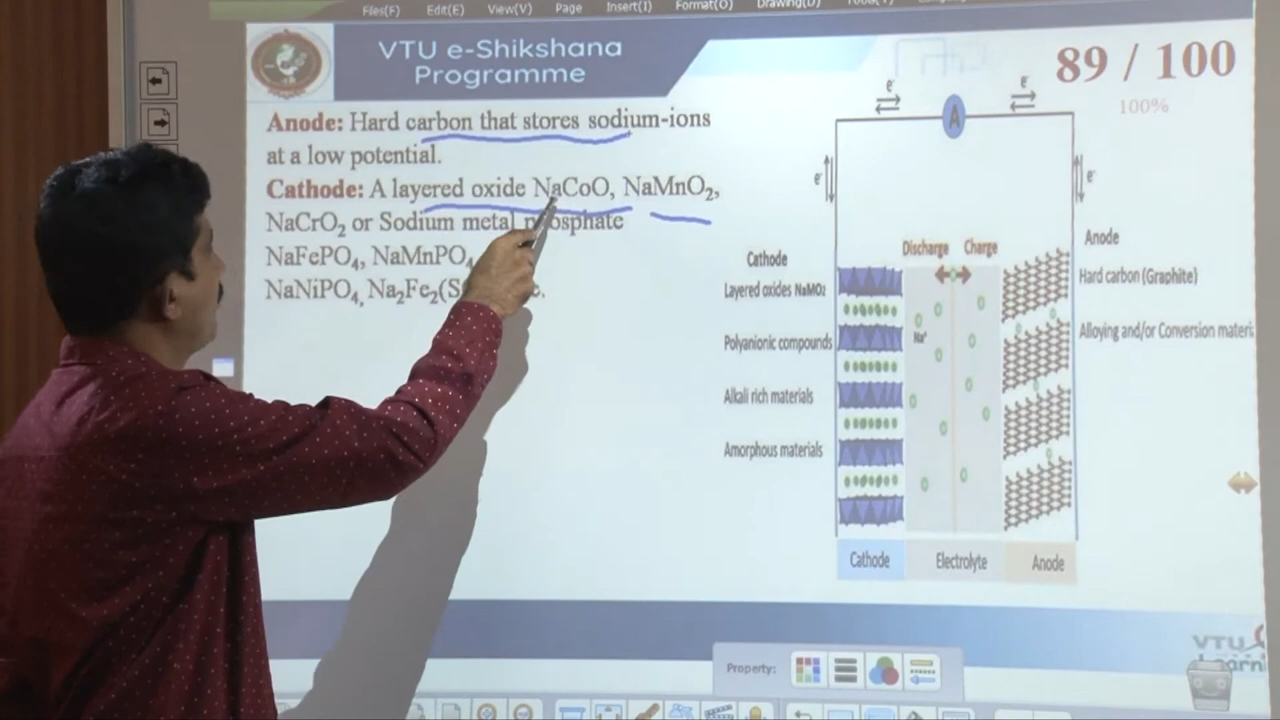 Files(F) Edit(E) View(V) Page Insert(I) Format(O) Drawing(D)
VTU e-Shikshana
Programme
89 / 100
100%
Anode: Hard carbon that stores sodium-ions
at a low potential.
Cathode: A layered oxide NaCoO, NaMnO₂,
NaCrO₂ or Sodium metal phosphate
NaFePO₄, NaMnPO₄
NaNiPO₄, Na₂Fe₂(S
e⁻ e⁻
A
e⁻ e⁻
Cathode
Discharge Charge
Anode
Layered oxides NaMO₂
Hard carbon (Graphite)
Na⁺
Polyanionic compounds
Alloying and/or Conversion materi
Alkali rich materials
Amorphous materials
Cathode Electrolyte Anode
VTU
Property: